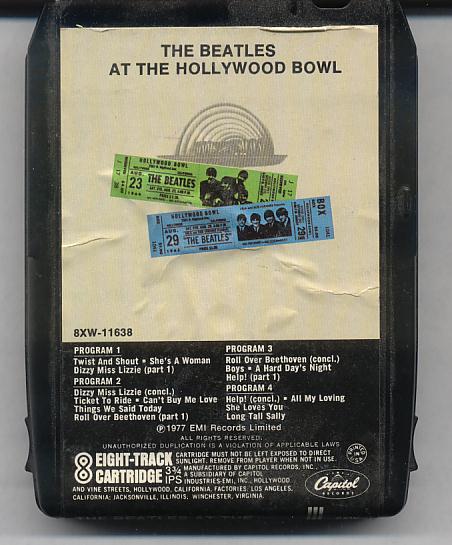 THE BEATLES
AT THE HOLLYWOOD BOWL
HOLLYWOOD BOWL
AUG.
23
THE BEATLES
HOLLYWOOD BOWL
AUG.
29
"THE BEATLES"
BOX
8XW-11638
PROGRAM 1
Twist And Shout • She's A Woman
Dizzy Miss Lizzie (part 1)
PROGRAM 2
Dizzy Miss Lizzie (concl.)
Ticket To Ride • Can't Buy Me Love
Things We Said Today
Roll Over Beethoven (part 1)
PROGRAM 3
Roll Over Beethoven (concl.)
Boys • A Hard Day's Night
Help! (part 1)
PROGRAM 4
Help! (concl.) • All My Loving
She Loves You
Long Tall Sally
℗1977 EMI Records Limited
ALL RIGHTS RESERVED.
UNAUTHORIZED DUPLICATION IS A VIOLATION OF APPLICABLE LAWS
8 EIGHT-TRACK CARTRIDGE 3¾ IPS
CARTRIDGE MUST NOT BE LEFT EXPOSED TO DIRECT
SUNLIGHT. REMOVE FROM PLAYER WHEN NOT IN USE.
MANUFACTURED BY CAPITOL RECORDS, INC.,
A SUBSIDIARY OF CAPITOL
INDUSTRIES-EMI, INC., HOLLYWOOD
AND VINE STREETS, HOLLYWOOD, CALIFORNIA. FACTORIES: LOS ANGELES,
CALIFORNIA; JACKSONVILLE, ILLINOIS; WINCHESTER, VIRGINIA.
PRINTED IN U.S.A.
Capitol
RECORDS